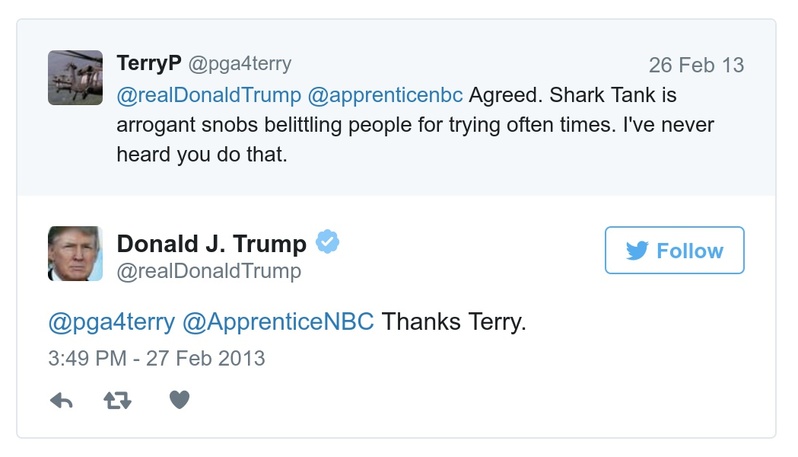 TerryP @pga4terry 26 Feb 13
@realDonaldTrump @apprenticenbc Agreed. Shark Tank is
arrogant snobs belittling people for trying often times. I've never
heard you do that.
Donald J. Trump
@realDonaldTrump
Follow
@pga4terry @ApprenticeNBC Thanks Terry.
3:49 PM - 27 Feb 2013